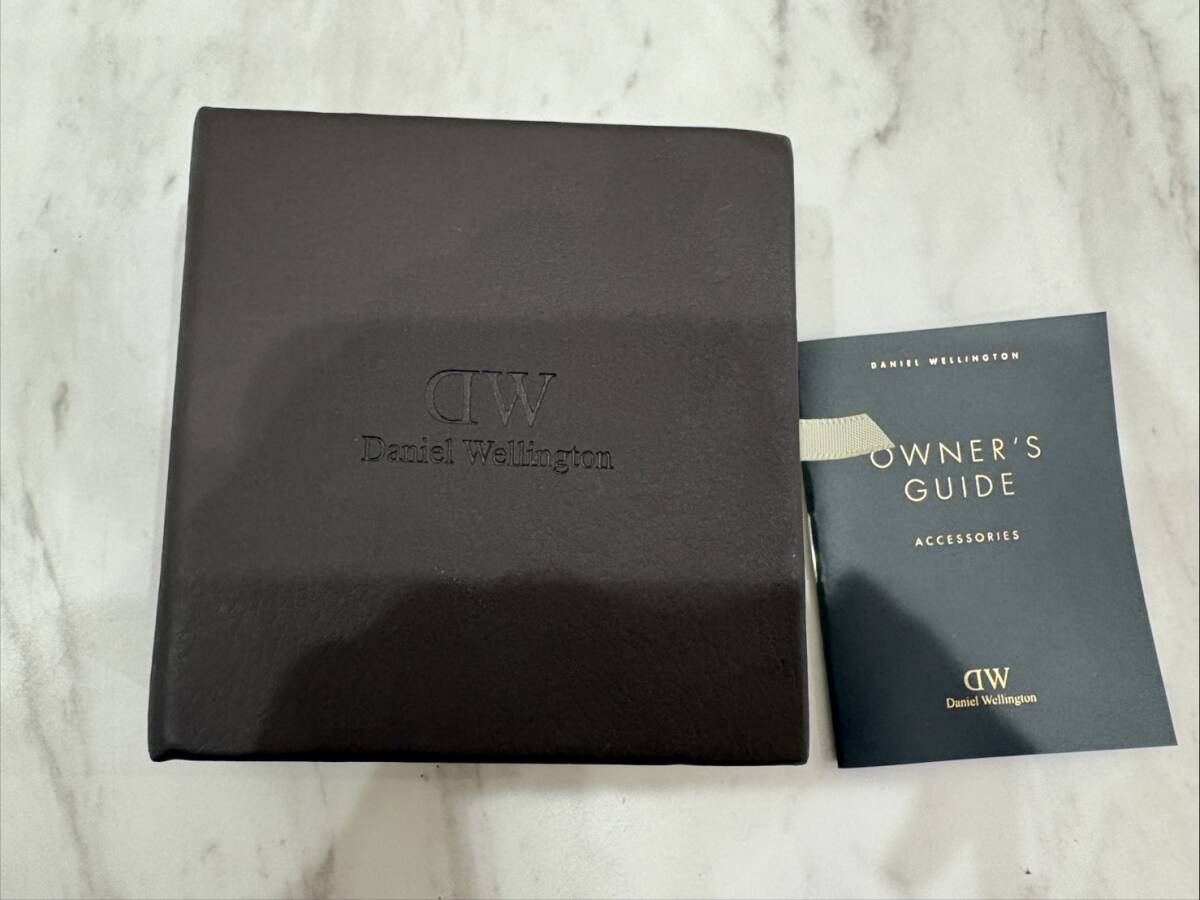 DW
Daniel Wellington
DANIEL WELLINGTON
OWNER'S
GUIDE
ACCESSORIES
DW
Daniel Wellington